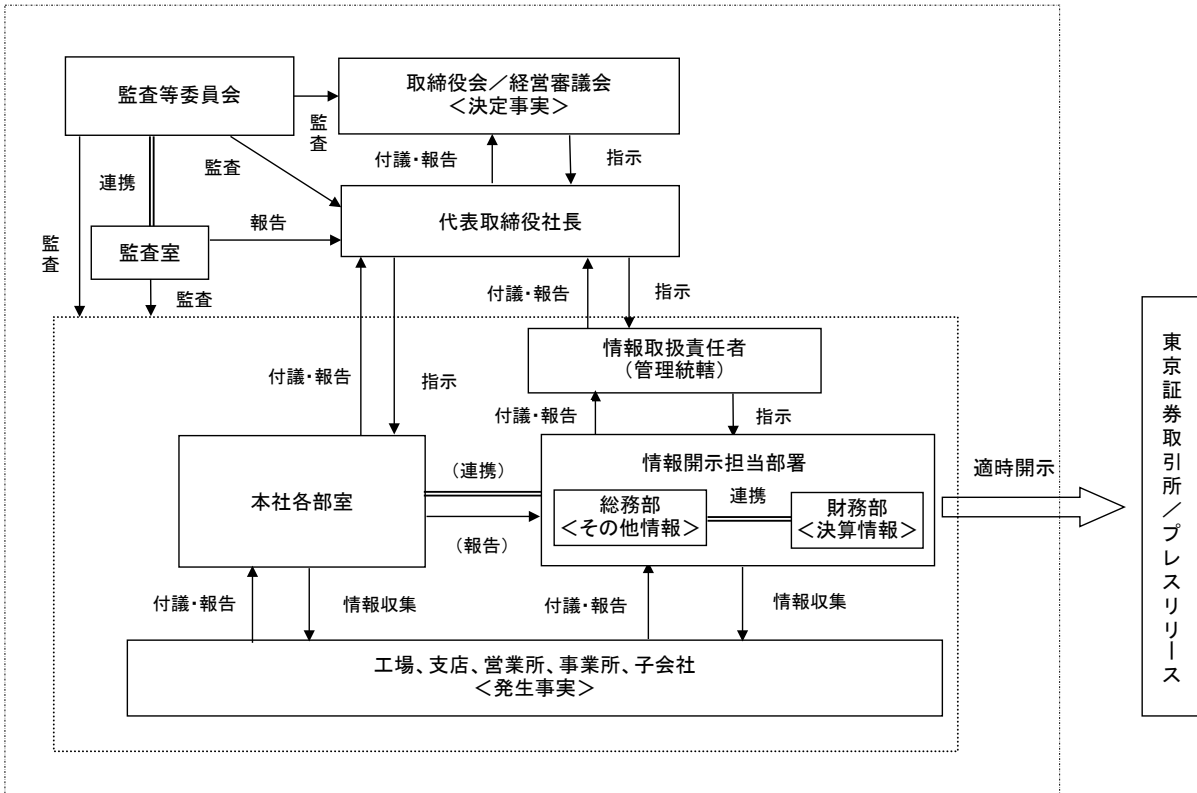 監査等委員会
取締役会／経営審議会
＜決定事実＞
監査
付議・報告
指示
監査
連携
代表取締役社長
報告
監査室
監査
監査
付議・報告
指示
情報取扱責任者
（管理統轄）
付議・報告
指示
付議・報告
指示
本社各部室
（連携）
（報告）
情報開示担当部署
総務部
＜その他情報＞
連携
財務部
＜決算情報＞
適時開示
東京証券取引所／プレスリリース
付議・報告
情報収集
付議・報告
情報収集
工場、支店、営業所、事業所、子会社
＜発生事実＞